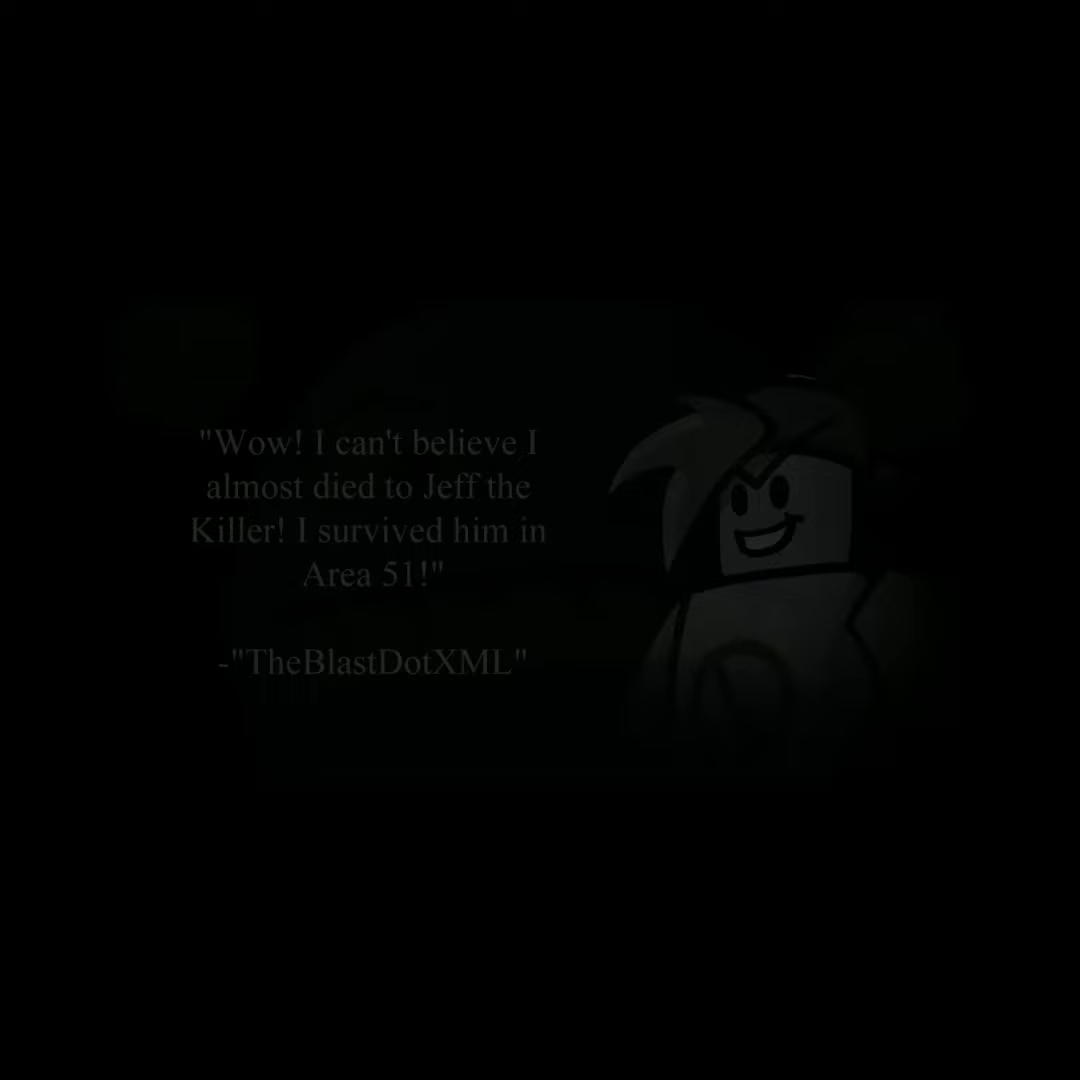 "Wow! I can't believe I
almost died to Jeff the
Killer! I survived him in
Area 51!"
-"TheBlastDotXML"